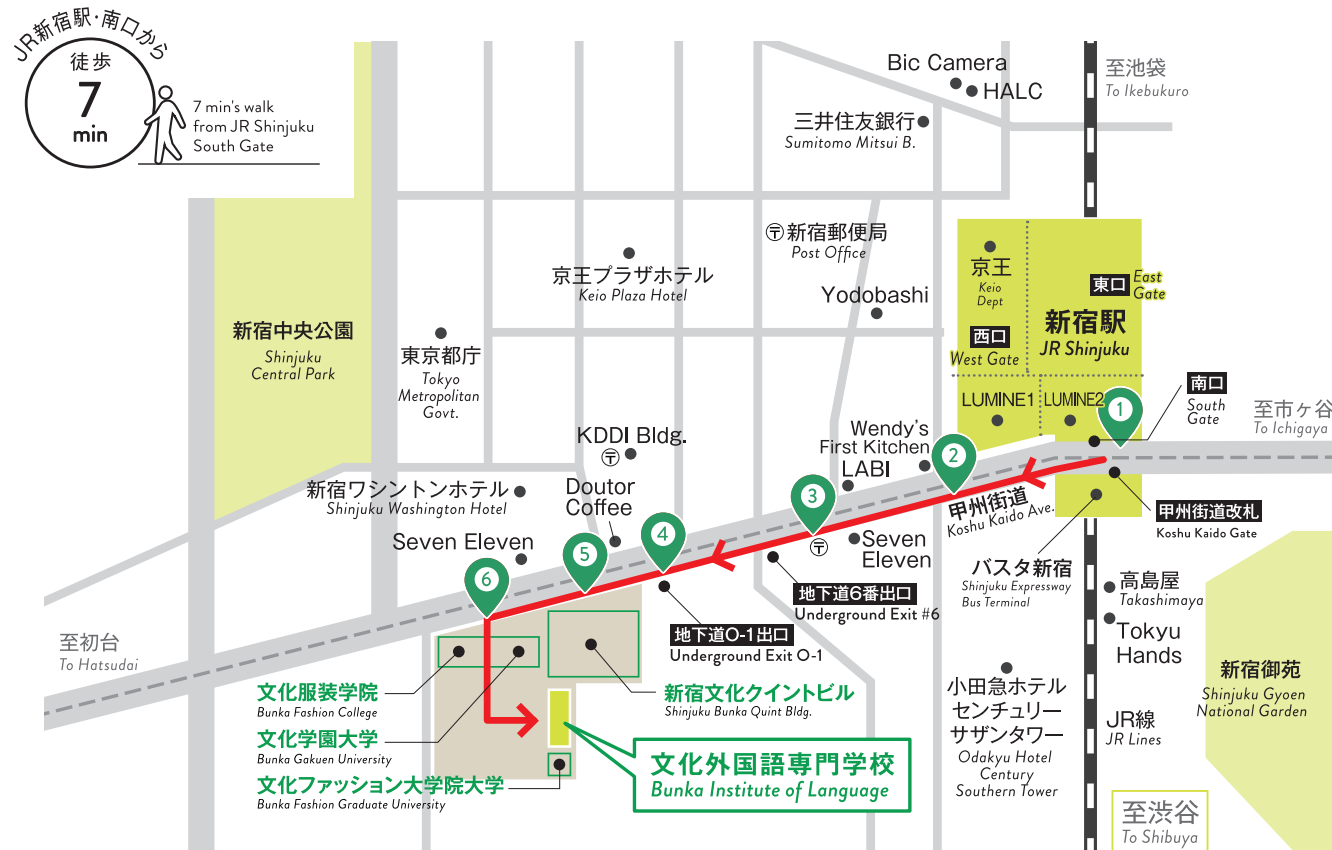 JR新宿駅・南口から
徒歩
7
min
7 min's walk
from JR Shinjuku
South Gate
Bic Camera
HALC
至池袋
To Ikebukuro
三井住友銀行
Sumitomo Mitsui B.
〒新宿郵便局
Post Office
京王プラザホテル
Keio Plaza Hotel
Yodobashi
京王
Keio
Dept
東口
East
Gate
新宿駅
JR Shinjuku
西口
West Gate
新宿中央公園
Shinjuku
Central Park
東京都庁
Tokyo
Metropolitan
Govt.
LUMINE1
LUMINE2
1
南口
South
Gate
至市ヶ谷
To Ichigaya
KDDI Bldg.
〒
Wendy's
First Kitchen
LABI
2
甲州街道
Koshu Kaido Ave.
新宿ワシントンホテル
Shinjuku Washington Hotel
Doutor
Coffee
3
〒
Seven
Eleven
甲州街道改札
Koshu Kaido Gate
Seven Eleven
4
5
6
バスタ新宿
Shinjuku Expressway
Bus Terminal
高島屋
Takashimaya
地下道6番出口
Underground Exit #6
地下道O-1出口
Underground Exit O-1
Tokyu
Hands
至初台
To Hatsudai
文化服装学院
Bunka Fashion College
文化学園大学
Bunka Gakuen University
文化ファッション大学院大学
Bunka Fashion Graduate University
新宿文化クイントビル
Shinjuku Bunka Quint Bldg.
文化外国語専門学校
Bunka Institute of Language
小田急ホテル
センチュリー
サザンタワー
Odakyu Hotel
Century
Southern Tower
JR線
JR Lines
新宿御苑
Shinjuku Gyoen
National Garden
至渋谷
To Shibuya